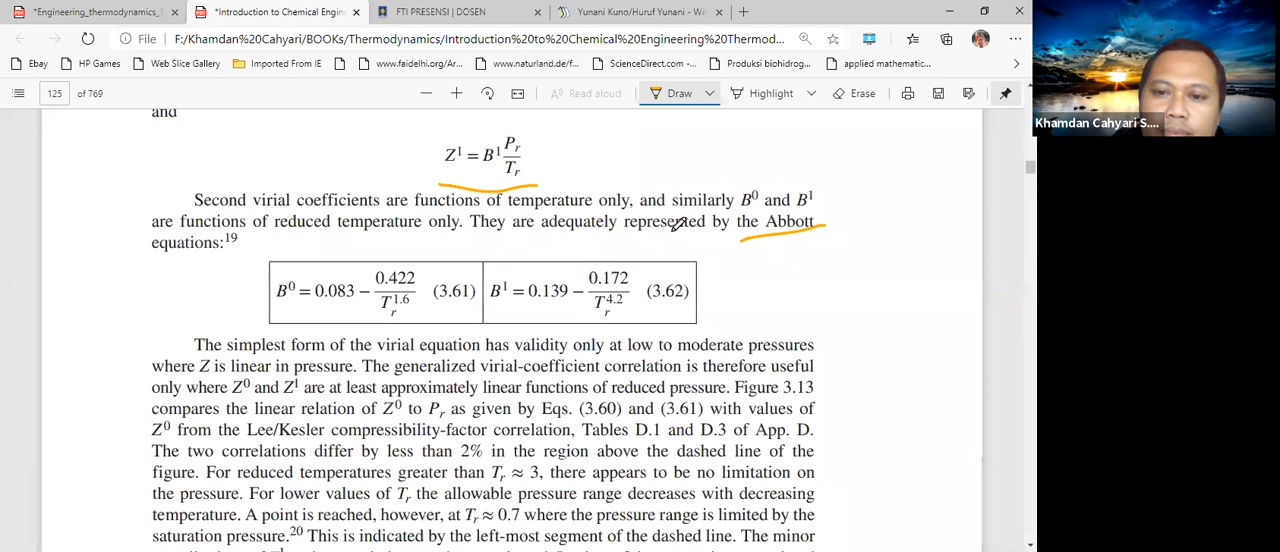 *Engineering_thermodynamics_
*Introduction to Chemical Engin
FTI PRESENSI | DOSEN
Yunani Kuno/Huruf Yunani - Wi
File
F:/Khamdan%20Cahyari/BOOKs/Thermodynamics/Introduction%20to%20Chemical%20Engineering%20Thermod...
Ebay
HP Games
Web Slice Gallery
Imported From IE
www.faidelhi.org/Ar...
www.naturland.de/f...
ScienceDirect.com -...
Produksi biohidrog...
applied mathematic...
125 of 769
Read aloud
Draw
Highlight
Erase
Khamdan Cahyari S....
and
Z¹ = B¹ Pr/Tr
Second virial coefficients are functions of temperature only, and similarly B⁰ and B¹
are functions of reduced temperature only. They are adequately represented by the Abbott
equations:¹⁹
B⁰ = 0.083 − 0.422/Tr^1.6 (3.61) B¹ = 0.139 − 0.172/Tr^4.2 (3.62)
The simplest form of the virial equation has validity only at low to moderate pressures
where Z is linear in pressure. The generalized virial-coefficient correlation is therefore useful
only where Z⁰ and Z¹ are at least approximately linear functions of reduced pressure. Figure 3.13
compares the linear relation of Z⁰ to Pr as given by Eqs. (3.60) and (3.61) with values of
Z⁰ from the Lee/Kesler compressibility-factor correlation, Tables D.1 and D.3 of App. D.
The two correlations differ by less than 2% in the region above the dashed line of the
figure. For reduced temperatures greater than Tr ≈ 3, there appears to be no limitation on
the pressure. For lower values of Tr the allowable pressure range decreases with decreasing
temperature. A point is reached, however, at Tr ≈ 0.7 where the pressure range is limited by the
saturation pressure.²⁰ This is indicated by the left-most segment of the dashed line. The minor